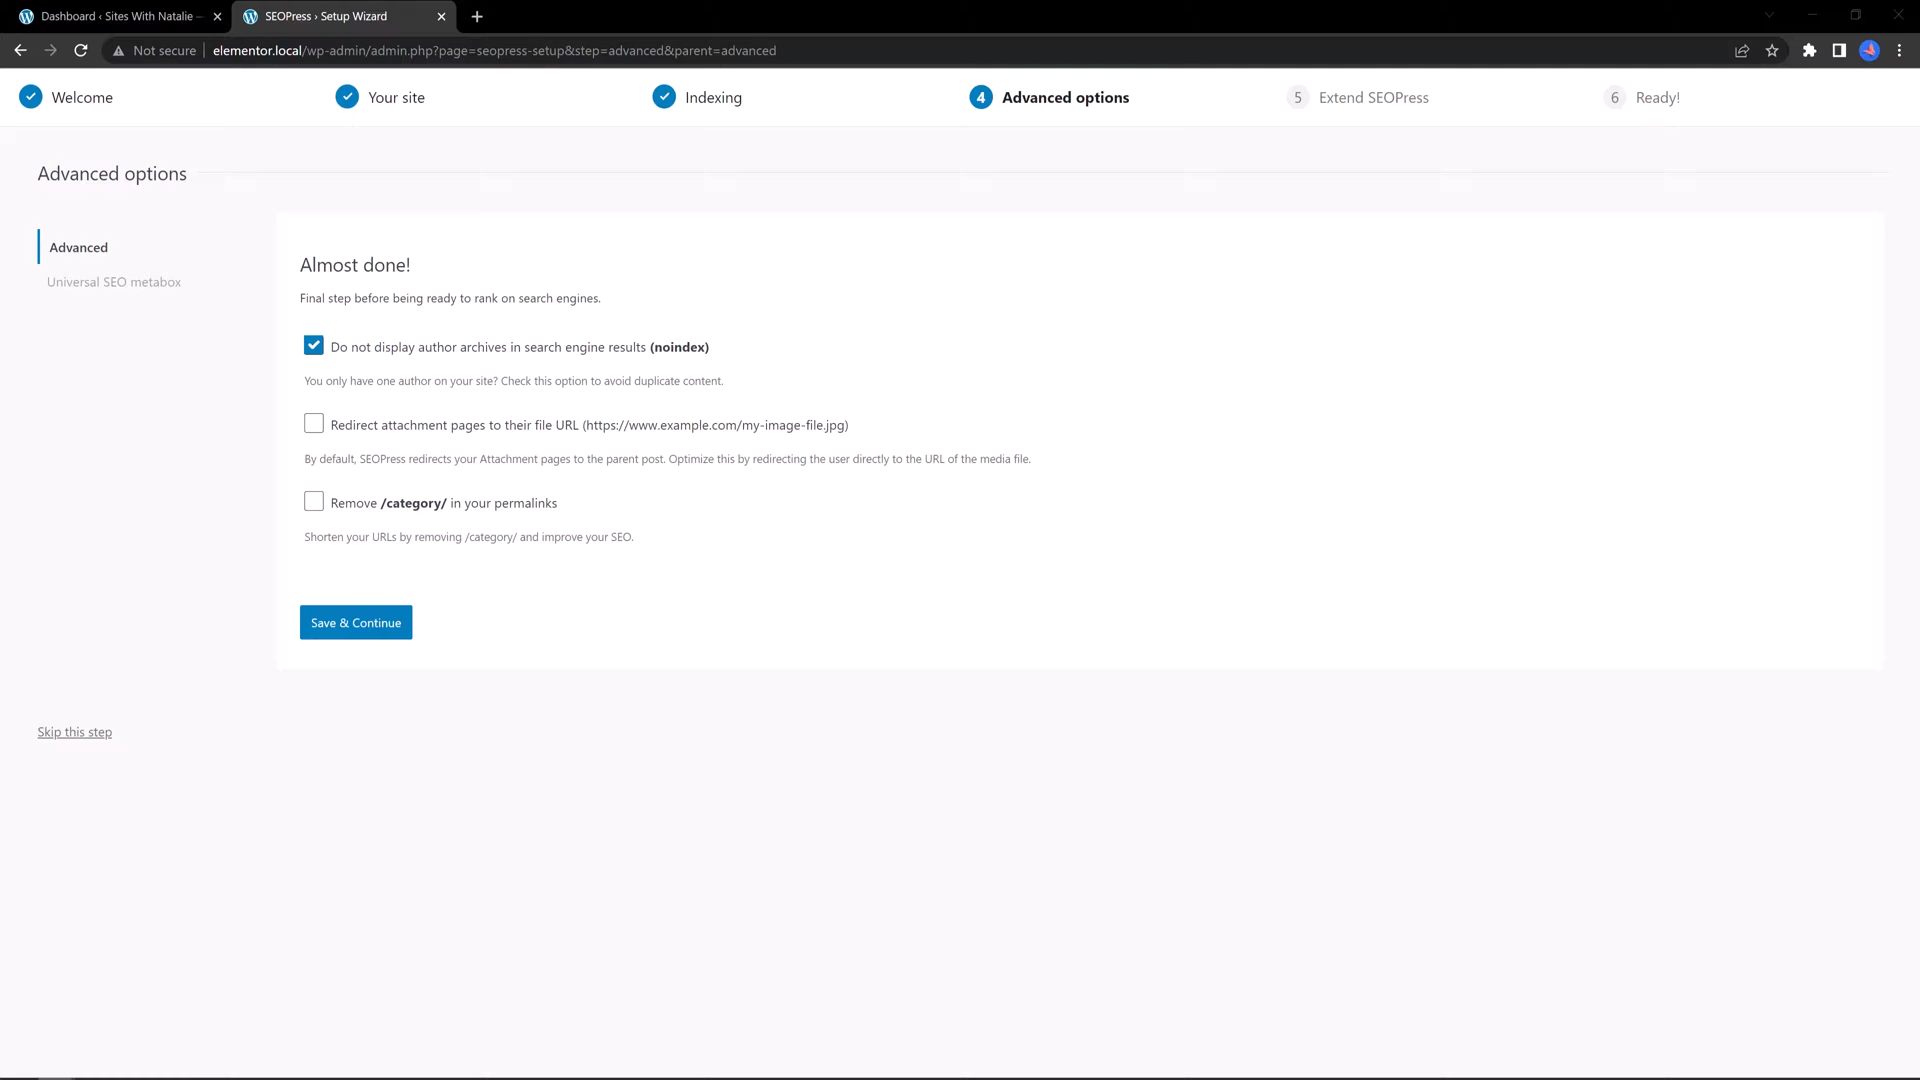 Dashboard ‹ Sites With Natalie —
SEOPress › Setup Wizard
Not secure
elementor.local/wp-admin/admin.php?page=seopress-setup&step=advanced&parent=advanced
Welcome
Your site
Indexing
4 Advanced options
5 Extend SEOPress
6 Ready!
Advanced options
Advanced
Universal SEO metabox
Almost done!
Final step before being ready to rank on search engines.
Do not display author archives in search engine results (noindex)
You only have one author on your site? Check this option to avoid duplicate content.
Redirect attachment pages to their file URL (https://www.example.com/my-image-file.jpg)
By default, SEOPress redirects your Attachment pages to the parent post. Optimize this by redirecting the user directly to the URL of the media file.
Remove /category/ in your permalinks
Shorten your URLs by removing /category/ and improve your SEO.
Save & Continue
Skip this step